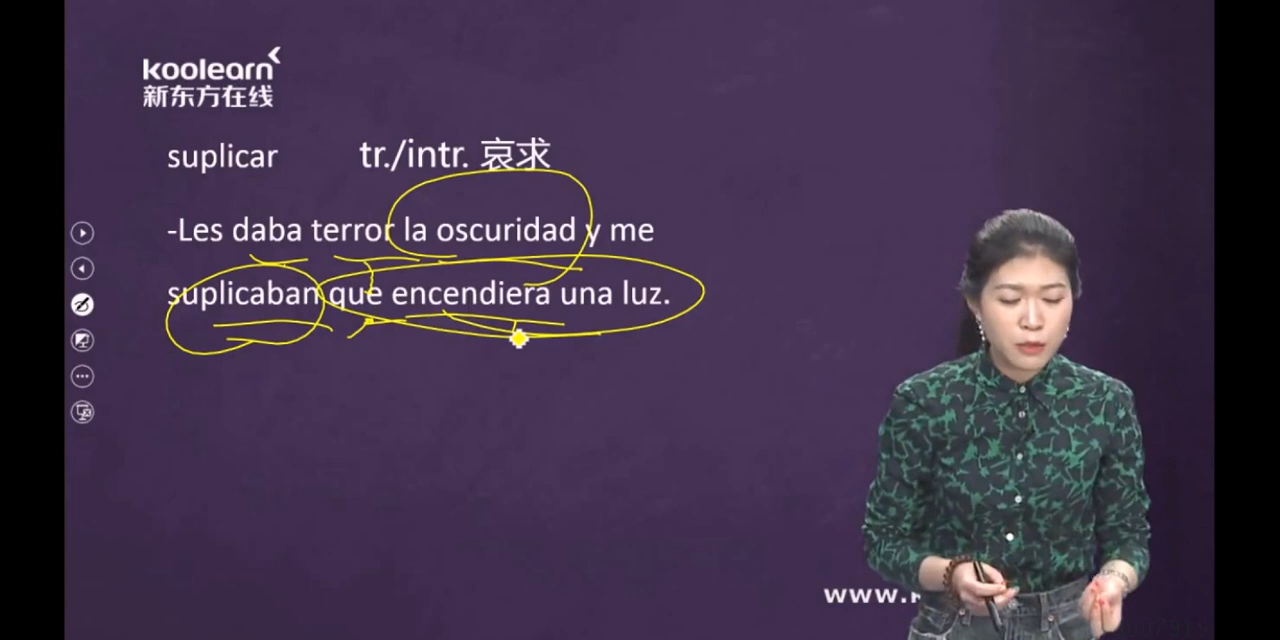 koolearn
新东方在线
suplicar tr./intr. 哀求
-Les daba terror la oscuridad y me
suplicaban que encendiera una luz.
www.